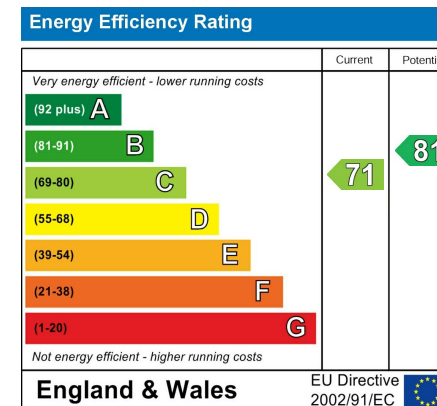 Energy Efficiency Rating
Current
Very energy efficient - lower running costs
(92 plus) A
(81-91) B
81
(69-80) C
71
(55-68) D
(39-54) E
(21-38) F
(1-20) G
Not energy efficient - higher running costs
England & Wales
EU Directive
2002/91/EC